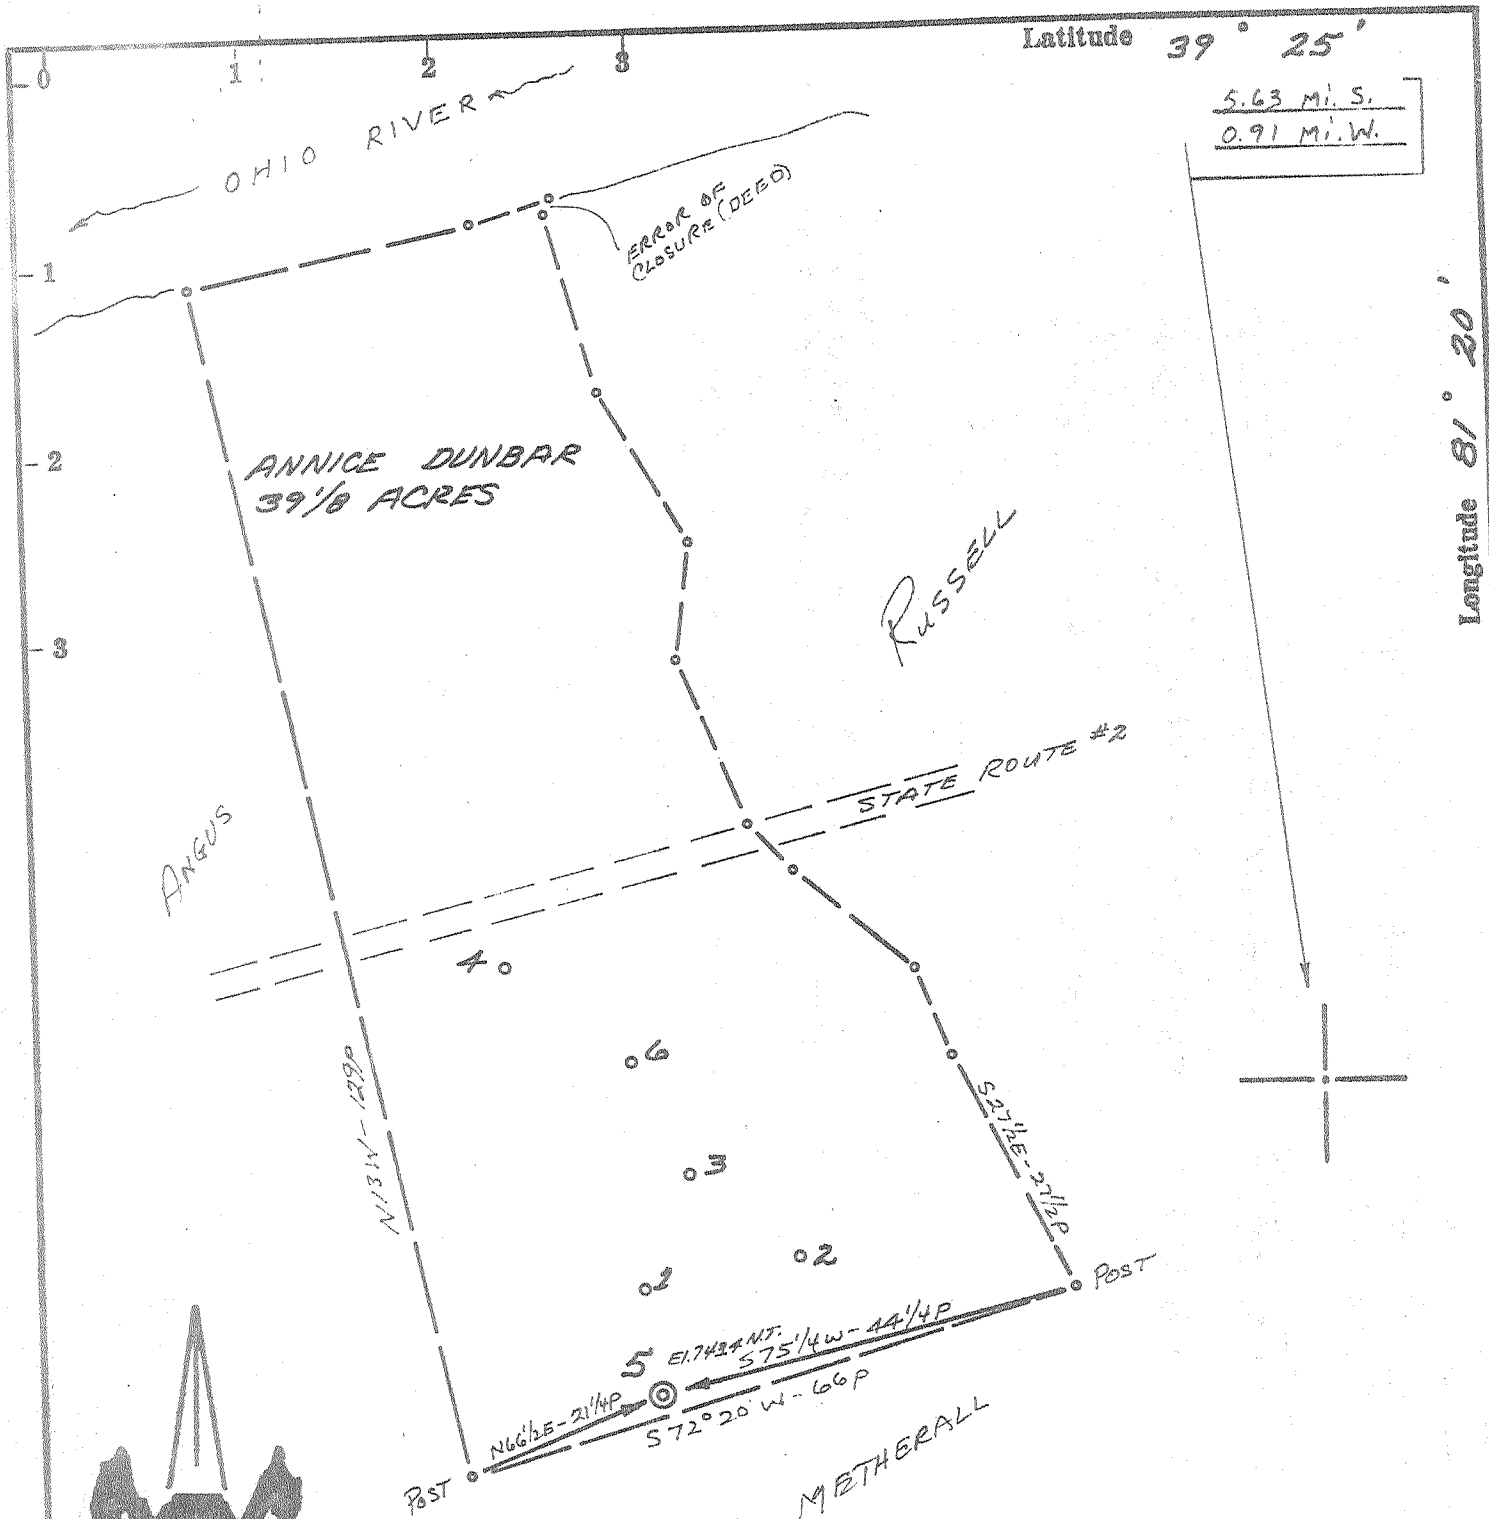 Latitude 39° 25'
0 1 2 3
5.63 Mi. S.
0.91 Mi. W.
OHIO RIVER
ERROR OF
CLOSURE (DEED)
1
Longitude 81° 20'
2
ANNICE DUNBAR
39 1/8 ACRES
RUSSELL
3
STATE ROUTE #2
ANGUS
4
6
N13W - 129P
S27 1/2E - 27 1/2P
3
2
1
POST
5
S75 1/4W - 44 1/4P
N66 1/2E - 21 1/4P
S72° 20' W - 66P
POST
METHERALL